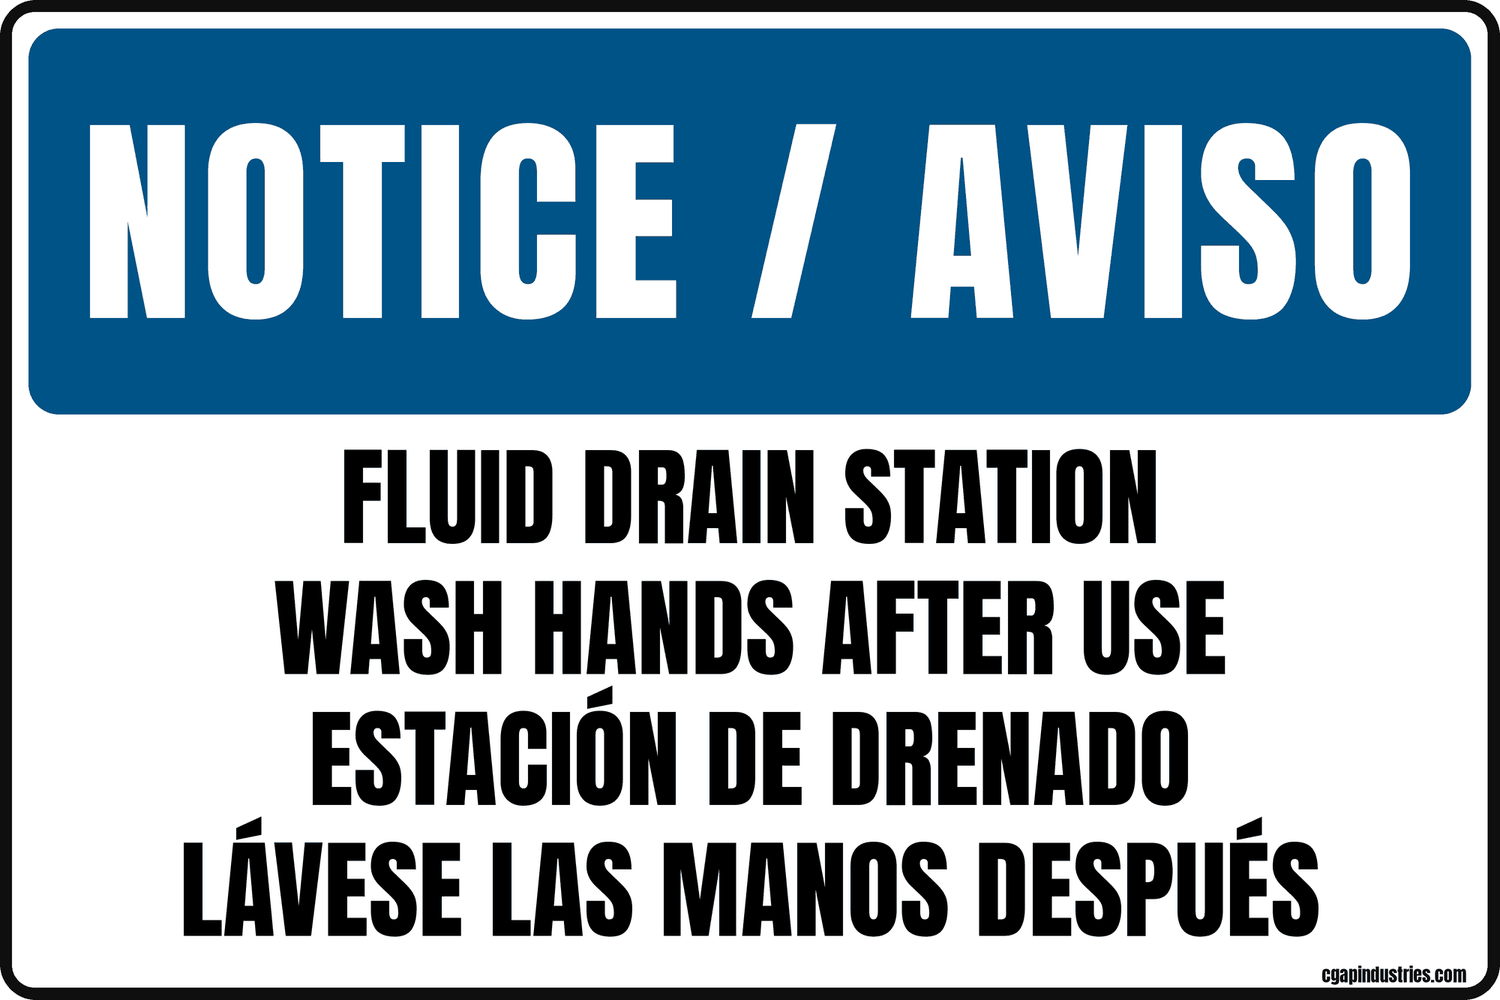 NOTICE / AVISO
FLUID DRAIN STATION
WASH HANDS AFTER USE
ESTACIÓN DE DRENADO
LÁVESE LAS MANOS DESPUÉS
cgapindustries.com